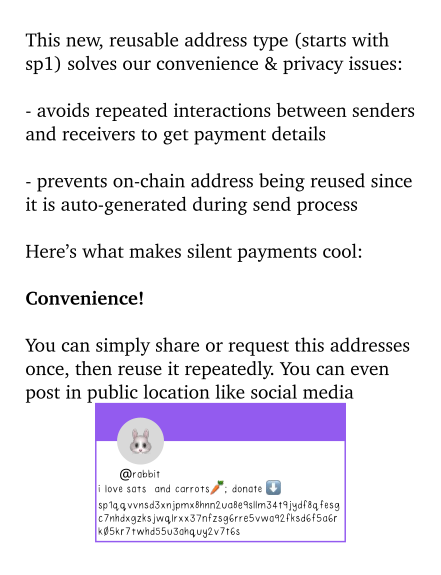 This new, reusable address type (starts with
sp1) solves our convenience & privacy issues:
- avoids repeated interactions between senders
and receivers to get payment details
- prevents on-chain address being reused since
it is auto-generated during send process
Here’s what makes silent payments cool:
Convenience!
You can simply share or request this addresses
once, then reuse it repeatedly. You can even
post in public location like social media
@rabbit
i love sats and carrots🥕; donate ⬇️
sp1qqvvnsd3xnjpmx8hnn2ua8e9sllm34t9jydf8qfesg
c7nhdxgzksjwqlrxx37nfzsg6rre5vwa92fksd6f5a6r
k05kr7twhd55u3ahquy2v7t6s